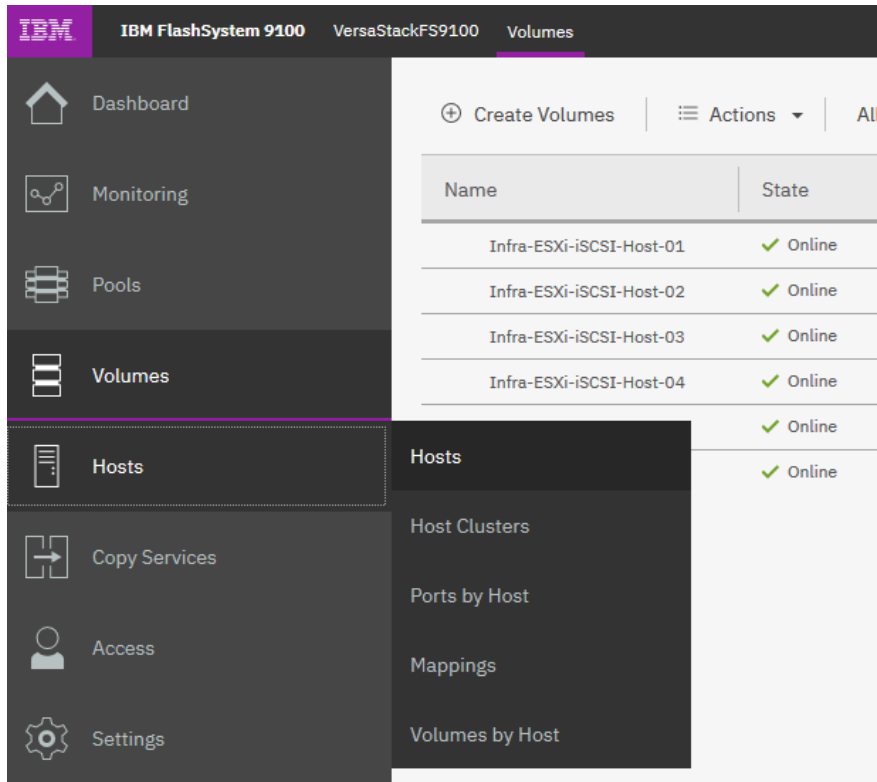 IBM IBM FlashSystem 9100 VersaStackFS9100 Volumes
Dashboard
Monitoring
Pools
Volumes
Hosts
Copy Services
Access
Settings
Create Volumes Actions
Name State
Infra-ESXi-iSCSI-Host-01 Online
Infra-ESXi-iSCSI-Host-02 Online
Infra-ESXi-iSCSI-Host-03 Online
Infra-ESXi-iSCSI-Host-04 Online
Online
Online
Hosts
Host Clusters
Ports by Host
Mappings
Volumes by Host